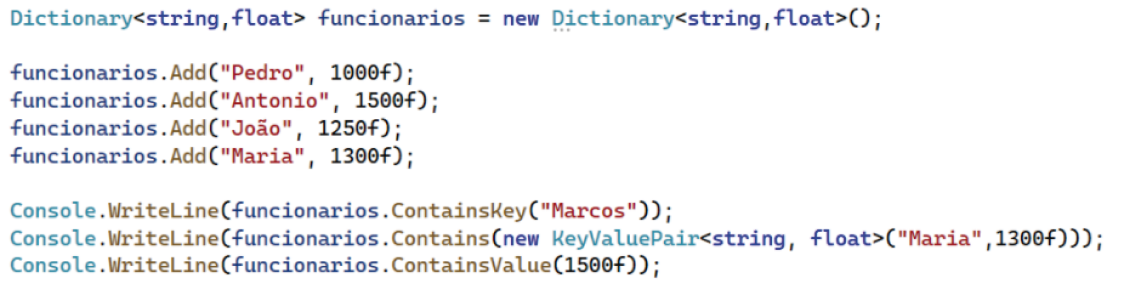 Dictionary<string,float> funcionarios = new Dictionary<string,float>();
funcionarios.Add("Pedro", 1000f);
funcionarios.Add("Antonio", 1500f);
funcionarios.Add("João", 1250f);
funcionarios.Add("Maria", 1300f);
Console.WriteLine(funcionarios.ContainsKey("Marcos"));
Console.WriteLine(funcionarios.Contains(new KeyValuePair<string, float>("Maria",1300f)));
Console.WriteLine(funcionarios.ContainsValue(1500f));